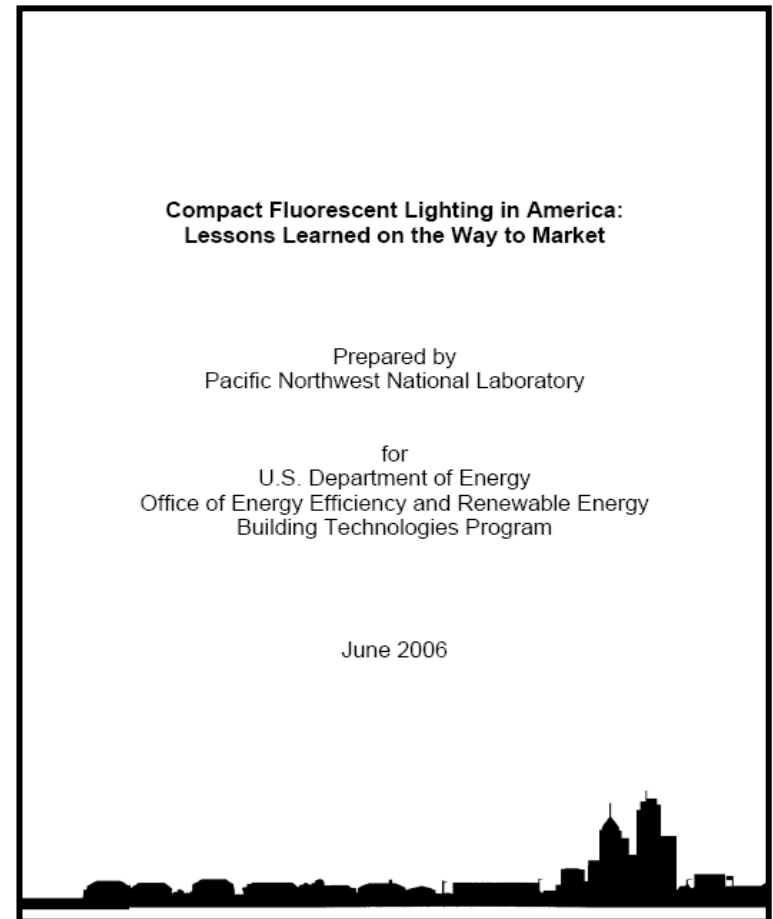 Compact Fluorescent Lighting in America:
Lessons Learned on the Way to Market
Prepared by
Pacific Northwest National Laboratory
for
U.S. Department of Energy
Office of Energy Efficiency and Renewable Energy
Building Technologies Program
June 2006